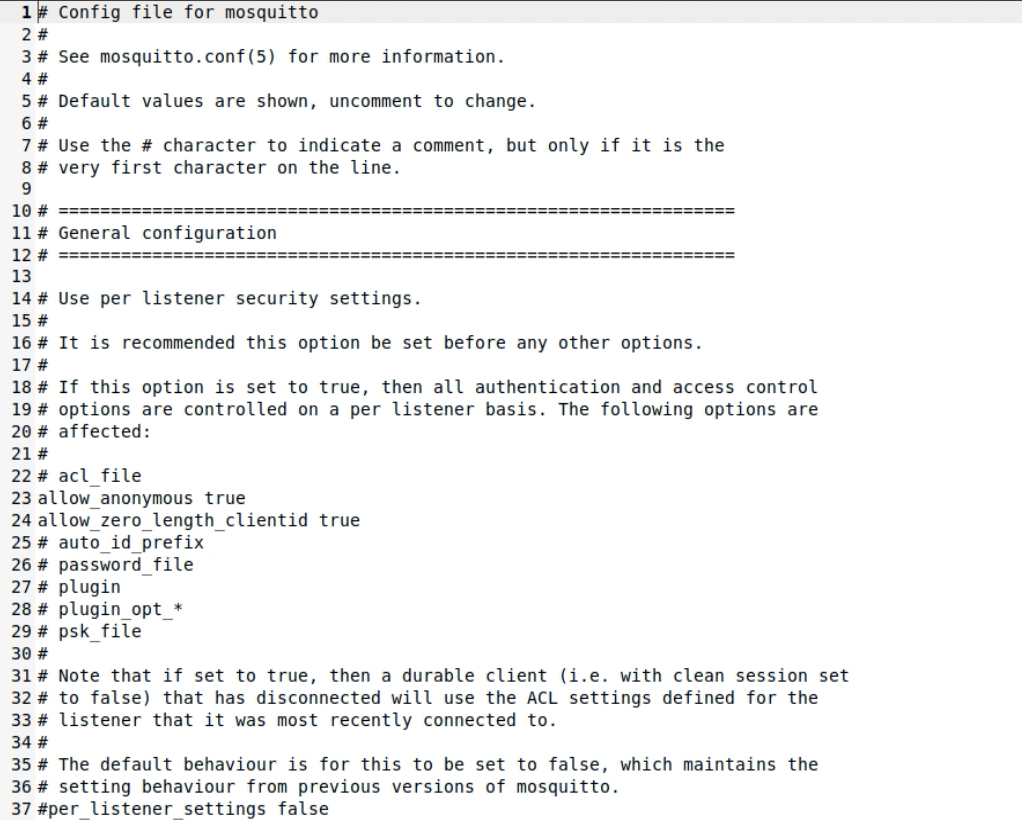 1 # Config file for mosquitto
2 #
3 # See mosquitto.conf(5) for more information.
4 #
5 # Default values are shown, uncomment to change.
6 #
7 # Use the # character to indicate a comment, but only if it is the
8 # very first character on the line.
9
10 # =================================================================
11 # General configuration
12 # =================================================================
13
14 # Use per listener security settings.
15 #
16 # It is recommended this option be set before any other options.
17 #
18 # If this option is set to true, then all authentication and access control
19 # options are controlled on a per listener basis. The following options are
20 # affected:
21 #
22 # acl_file
23 allow_anonymous true
24 allow_zero_length_clientid true
25 # auto_id_prefix
26 # password_file
27 # plugin
28 # plugin_opt_*
29 # psk_file
30 #
31 # Note that if set to true, then a durable client (i.e. with clean session set
32 # to false) that has disconnected will use the ACL settings defined for the
33 # listener that it was most recently connected to.
34 #
35 # The default behaviour is for this to be set to false, which maintains the
36 # setting behaviour from previous versions of mosquitto.
37 #per_listener_settings false